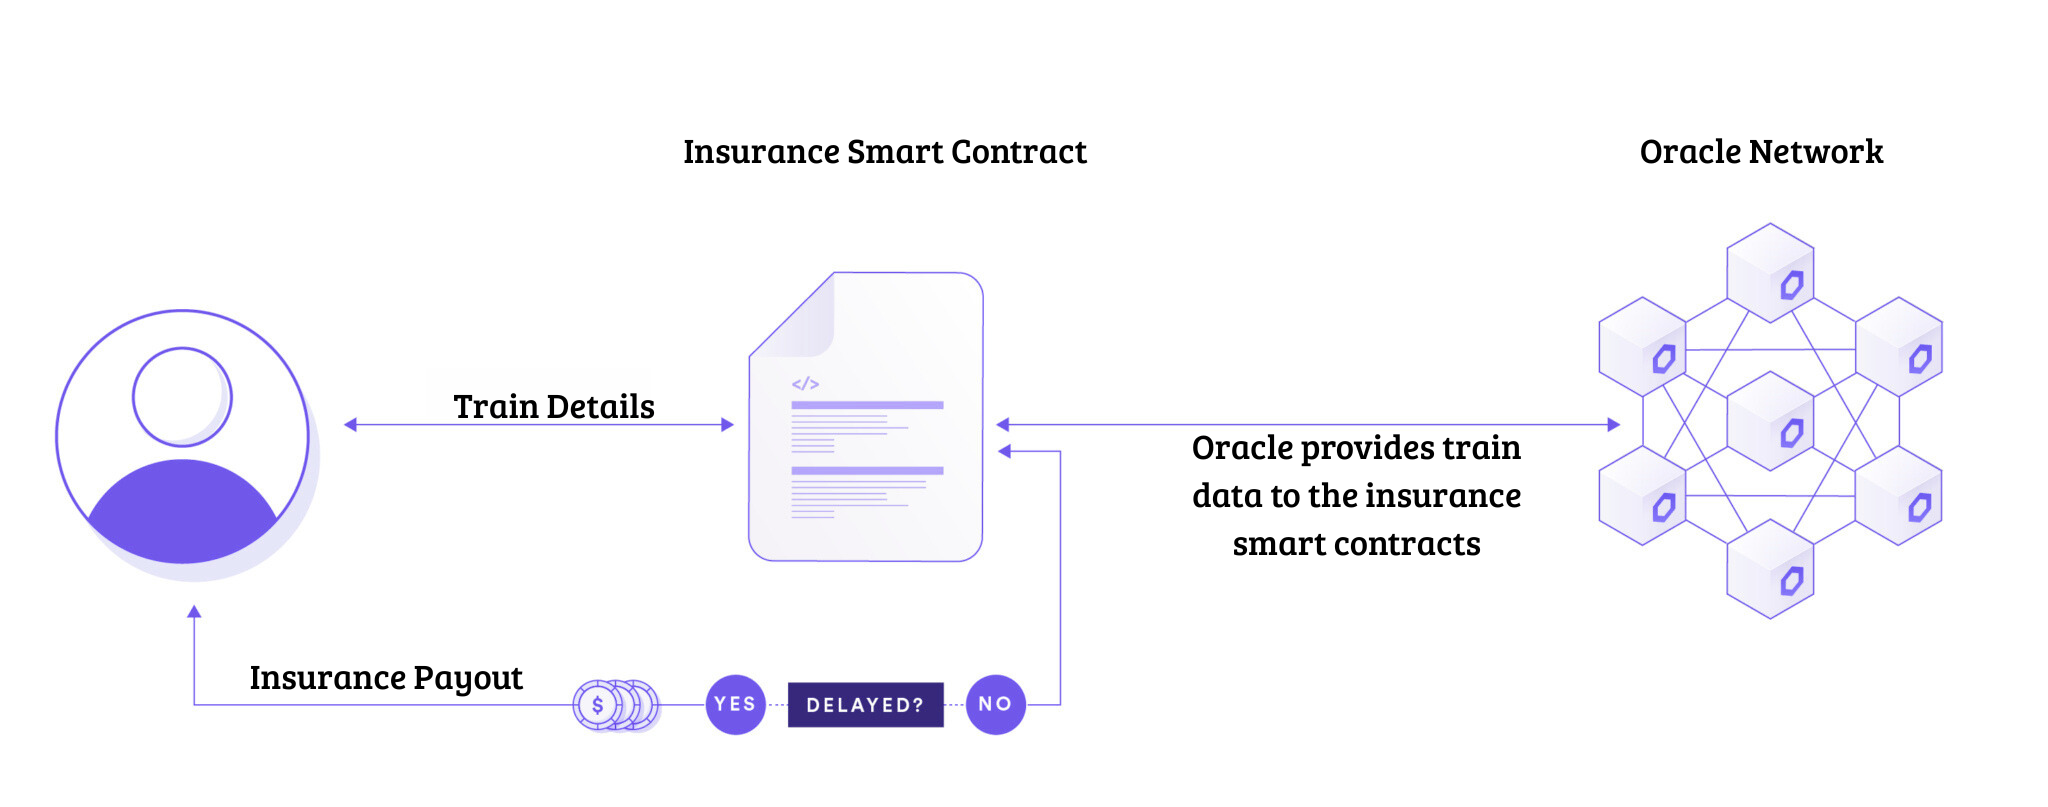 Insurance Smart Contract
Oracle Network
</>
Train Details
Oracle provides train
data to the insurance
smart contracts
Insurance Payout
$
YES
DELAYED?
NO